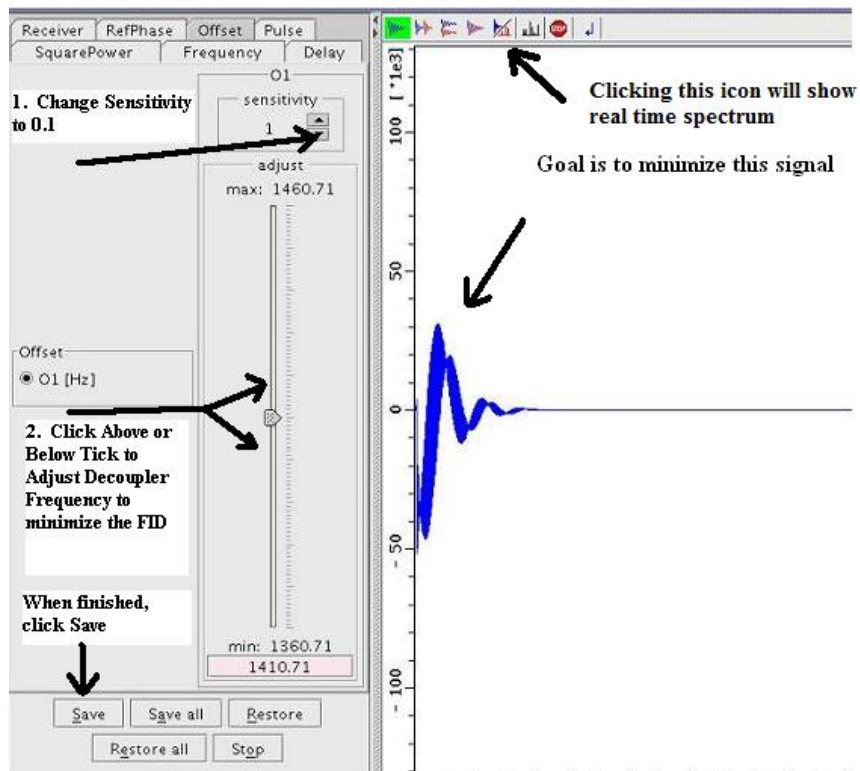 Receiver RefPhase Offset Pulse
SquarePower Frequency Delay
O1
1. Change Sensitivity
to 0.1
sensitivity
1
adjust
max: 1460.71
Offset
O1 [Hz]
2. Click Above or
Below Tick to
Adjust Decoupler
Frequency to
minimize the FID
When finished,
click Save
min: 1360.71
1410.71
Save Save all Restore
Restore all Stop
STOP
[ *1e3]
100
50
0
- 50
- 100
Clicking this icon will show
real time spectrum
Goal is to minimize this signal